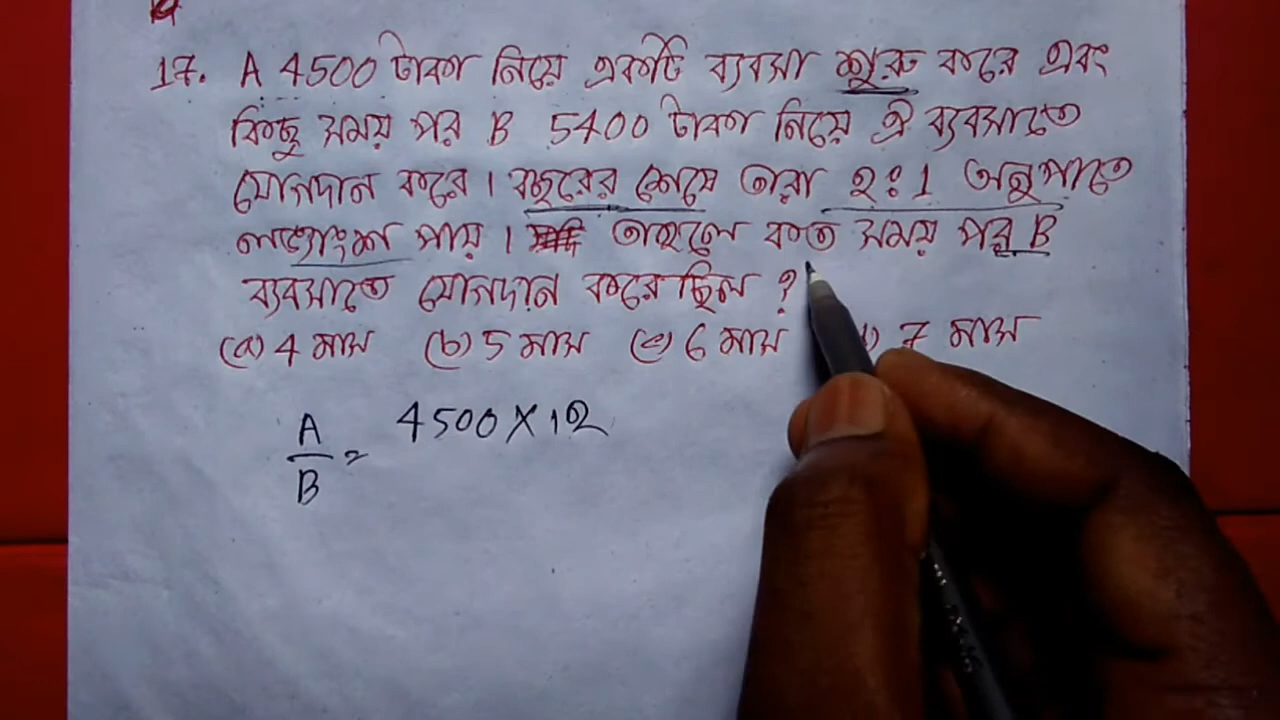 17. A 4500 টাকা নিয়ে একটি ব্যবসা শুরু করে এবং
কিছু সময় পর B 5400 টাকা নিয়ে ঐ ব্যবসাতে
যোগদান করে। বছরের শেষে তারা 2:1 অনুপাতে
লভ্যাংশ পায়। তাহলে কত সময় পর B
ব্যবসাতে যোগদান করেছিল ?
(a) 4 মাস (b) 5 মাস (c) 6 মাস 7 মাস
A/B = 4500 × 12